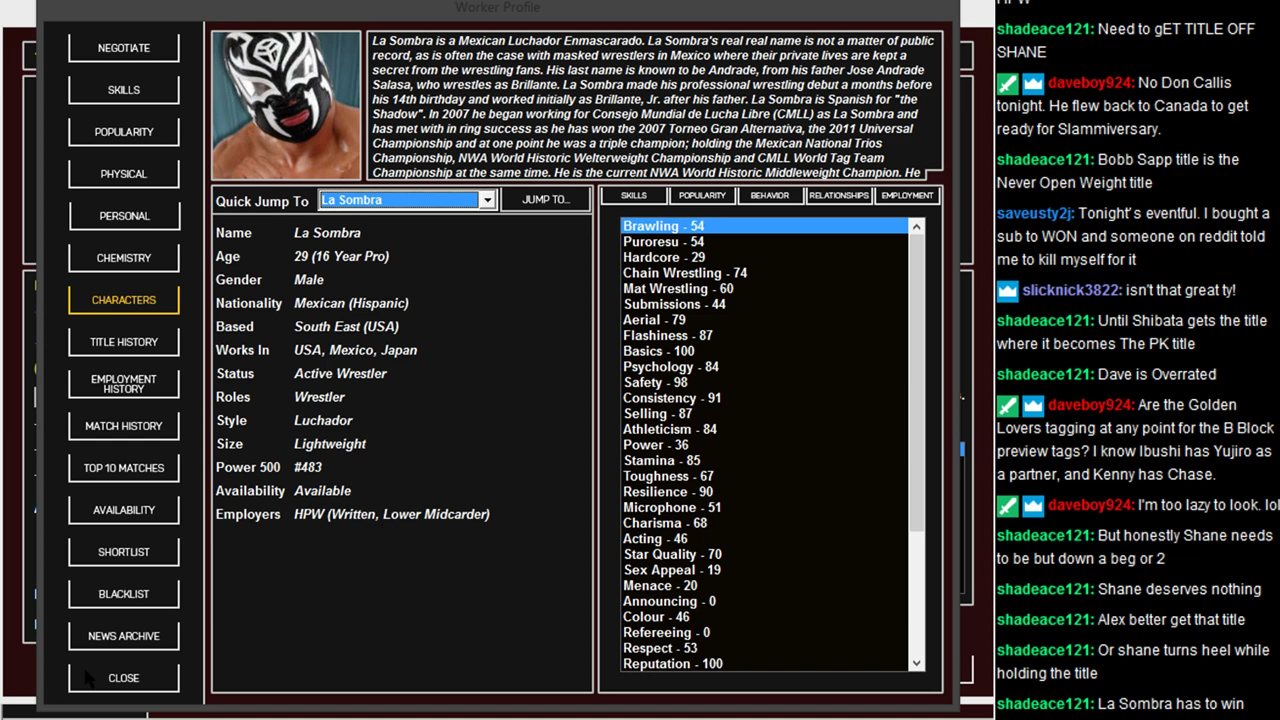 Worker Profile
NEGOTIATE
SKILLS
POPULARITY
PHYSICAL
PERSONAL
CHEMISTRY
CHARACTERS
TITLE HISTORY
EMPLOYMENT
HISTORY
MATCH HISTORY
TOP 10 MATCHES
AVAILABILITY
SHORTLIST
BLACKLIST
NEWS ARCHIVE
CLOSE
La Sombra is a Mexican Luchador Enmascarado. La Sombra's real real name is not a matter of public
record, as is often the case with masked wrestlers in Mexico where their private lives are kept a
secret from the wrestling fans. His last name is known to be Andrade, from his father Jose Andrade
Salasa, who wrestles as Brillante. La Sombra made his professional wrestling debut a months before
his 14th birthday and worked initially as Brillante, Jr. after his father. La Sombra is Spanish for "the
Shadow". In 2007 he began working for Consejo Mundial de Lucha Libre (CMLL) as La Sombra and
has met with in ring success as he has won the 2007 Torneo Gran Alternativa, the 2011 Universal
Championship and at one point he was a triple champion; holding the Mexican National Trios
Championship, NWA World Historic Welterweight Championship and CMLL World Tag Team
Championship at the same time. He is the current NWA World Historic Middleweight Champion. He
Quick Jump To La Sombra JUMP TO...
Name La Sombra
Age 29 (16 Year Pro)
Gender Male
Nationality Mexican (Hispanic)
Based South East (USA)
Works In USA, Mexico, Japan
Status Active Wrestler
Roles Wrestler
Style Luchador
Size Lightweight
Power 500 #483
Availability Available
Employers HPW (Written, Lower Midcarder)
SKILLS POPULARITY BEHAVIOR RELATIONSHIPS EMPLOYMENT
Brawling - 54
Puroresu - 54
Hardcore - 29
Chain Wrestling - 74
Mat Wrestling - 60
Submissions - 44
Aerial - 79
Flashiness - 87
Basics - 100
Psychology - 84
Safety - 98
Consistency - 91
Selling - 87
Athleticism - 84
Power - 36
Stamina - 85
Toughness - 67
Resilience - 90
Microphone - 51
Charisma - 68
Acting - 46
Star Quality - 70
Sex Appeal - 19
Menace - 20
Announcing - 0
Colour - 46
Refereeing - 0
Respect - 53
Reputation - 100
HPW
shadeace121: Need to gET TITLE OFF
SHANE
daveboy924: No Don Callis
tonight. He flew back to Canada to get
ready for Slammiversary.
shadeace121: Bobb Sapp title is the
Never Open Weight title
saveusty2j: Tonight's eventful. I bought a
sub to WON and someone on reddit told
me to kill myself for it
slicknick3822: isn't that great ty!
shadeace121: Until Shibata gets the title
where it becomes The PK title
shadeace121: Dave is Overrated
daveboy924: Are the Golden
Lovers tagging at any point for the B Block
preview tags? I know Ibushi has Yujiro as
a partner, and Kenny has Chase.
daveboy924: I'm too lazy to look. lol
shadeace121: But honestly Shane needs
to be but down a beg or 2
shadeace121: Shane deserves nothing
shadeace121: Alex better get that title
shadeace121: Or shane turns heel while
holding the title
shadeace121: La Sombra has to win